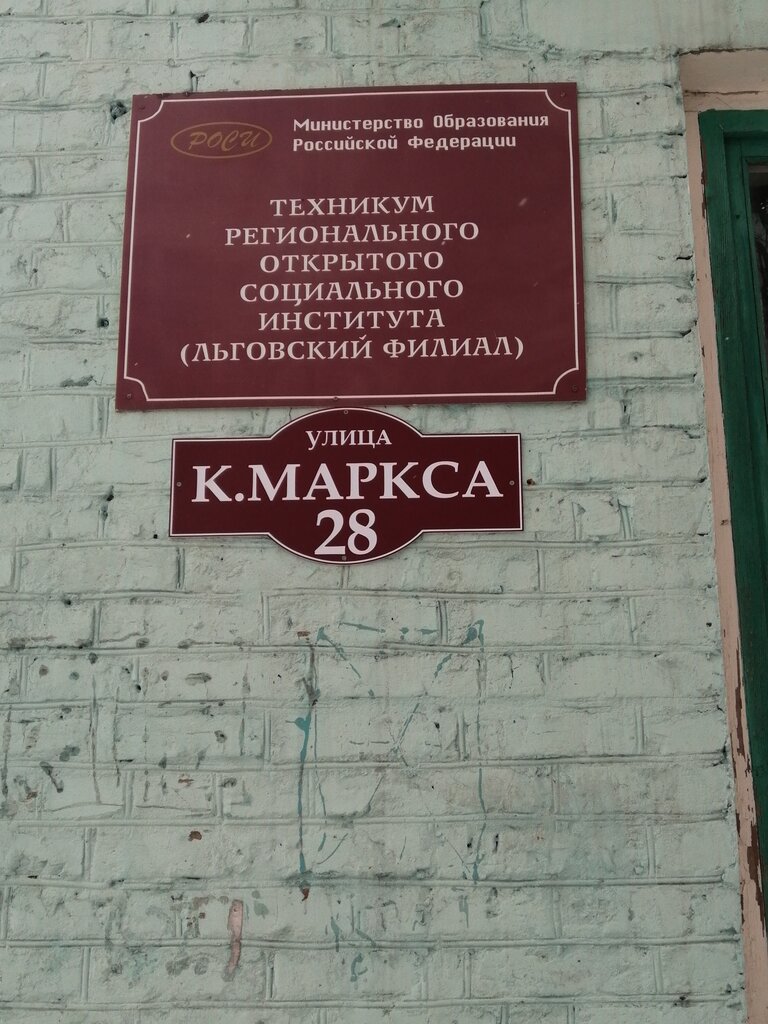 РОСИ
Министерство Образования
Российской Федерации
ТЕХНИКУМ
РЕГИОНАЛЬНОГО
ОТКРЫТОГО
СОЦИАЛЬНОГО
ИНСТИТУТА
(ЛЬГОВСКИЙ ФИЛИАЛ)
УЛИЦА
К.МАРКСА
28